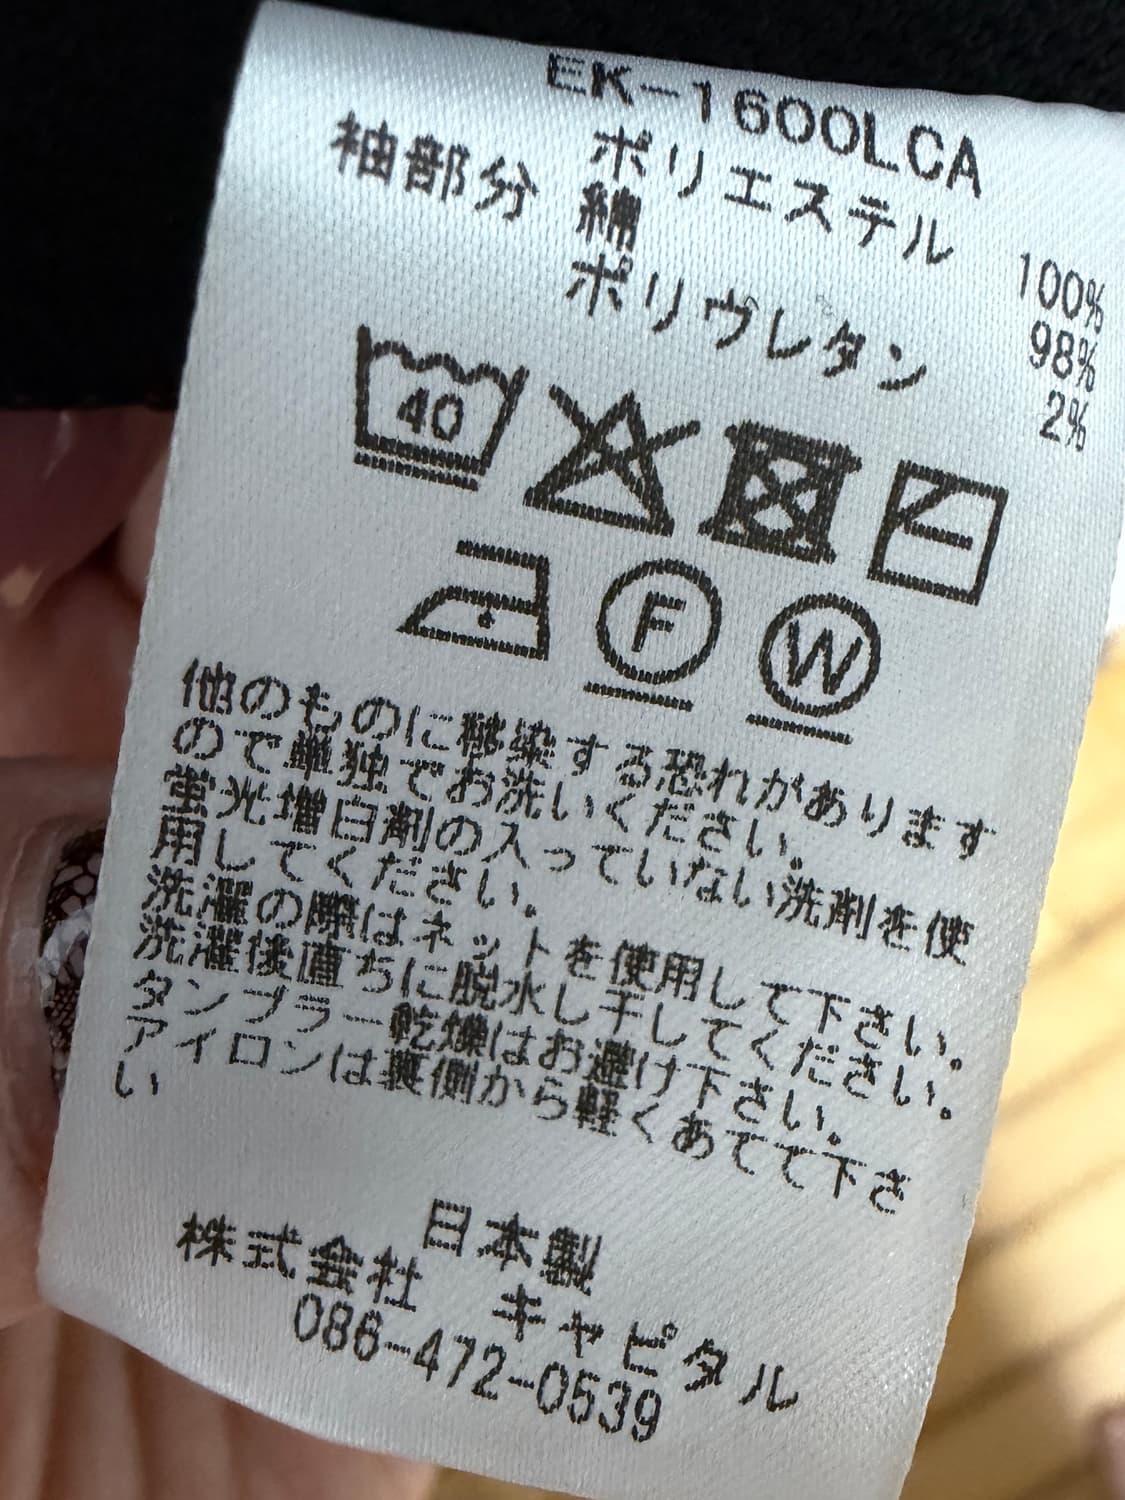 EK-1600LCA
ポリエステル 100%
袖部分 綿 98%
ポリウレタン 2%
40
F W
他のものに移染する恐れがあります
ので単独でお洗いください。
蛍光増白剤の入っていない洗剤を使
用してください。
洗濯の際はネットを使用して下さい。
洗濯後直ちに脱水し干してください。
タンブラー乾燥はお避け下さい。
アイロンは裏側から軽くあてて下さ
い
日本製
株式会社 キャピタル
086-472-0539